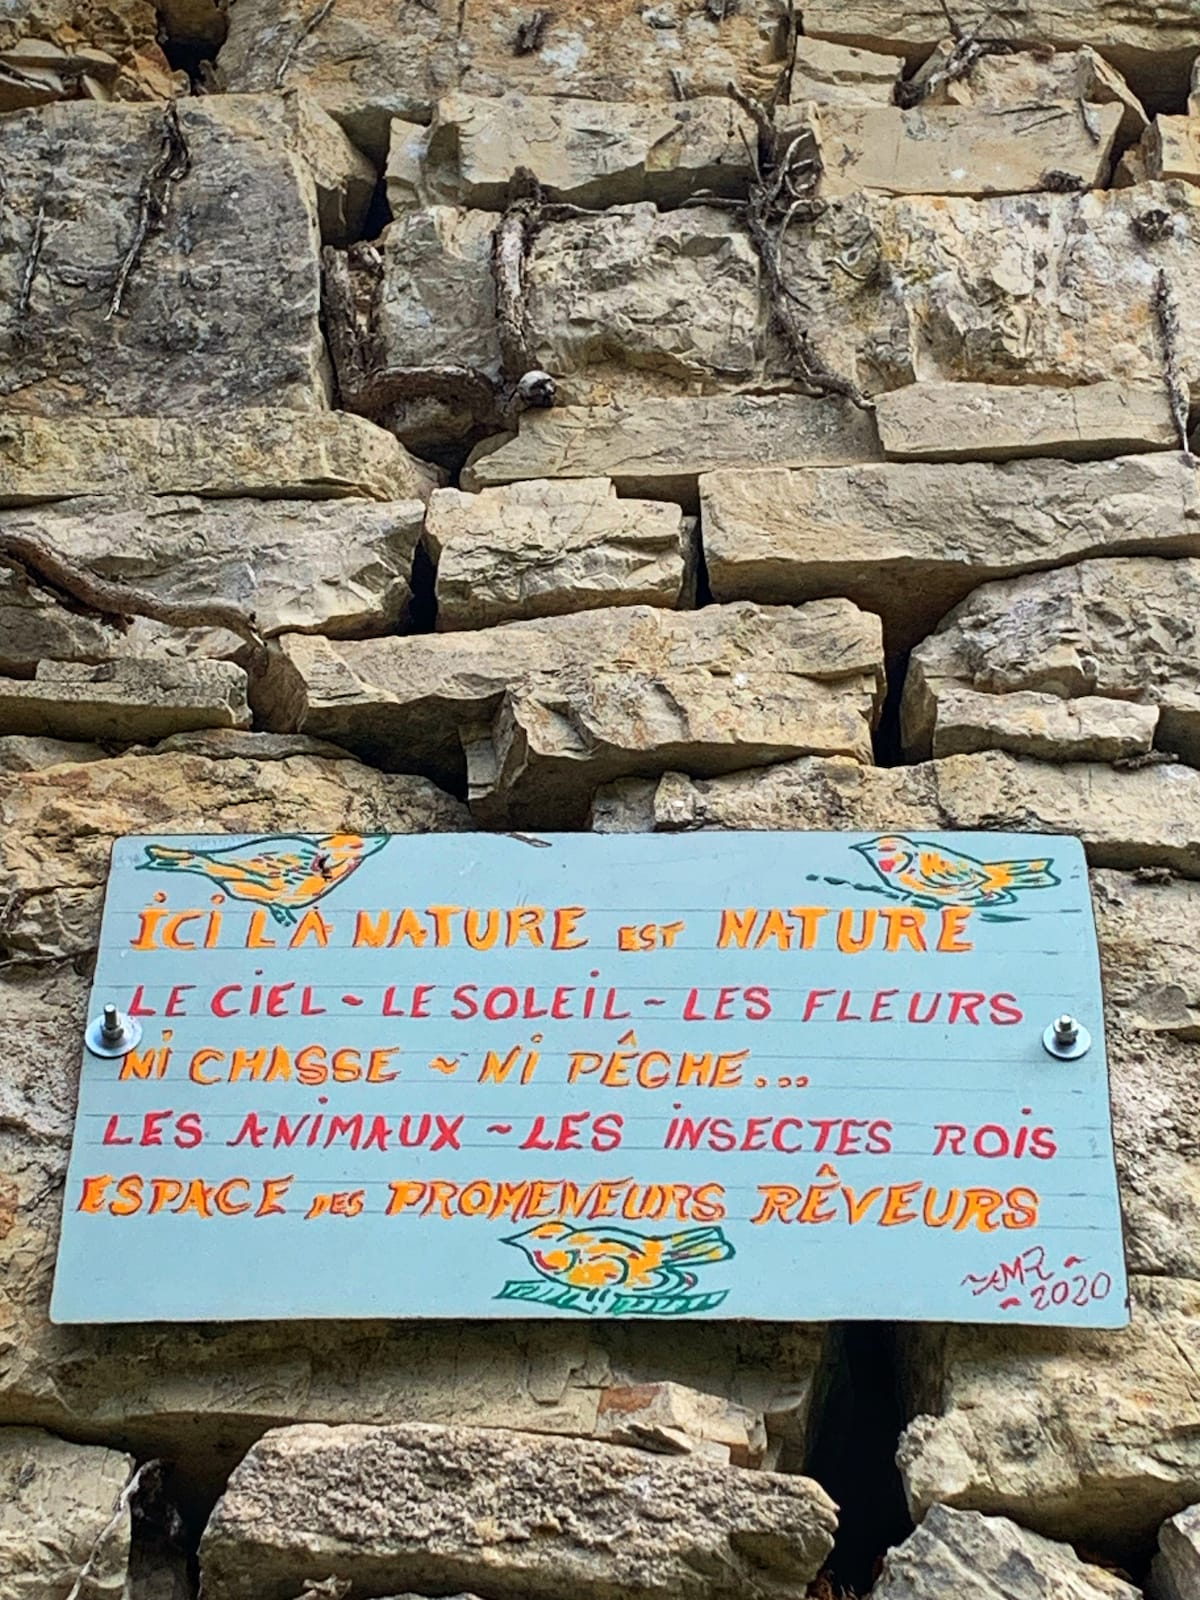 iCi LA NATURE EST NATURE
LE CiEL ~ LE SOLEiL ~ LES FLEURS
Ni CHASSE ~ Ni PÊCHE...
LES ANiMAUX ~ LES iNSECTES ROiS
ESPACE DES PROMENEURS RÊVEURS
~AMR~
~2020